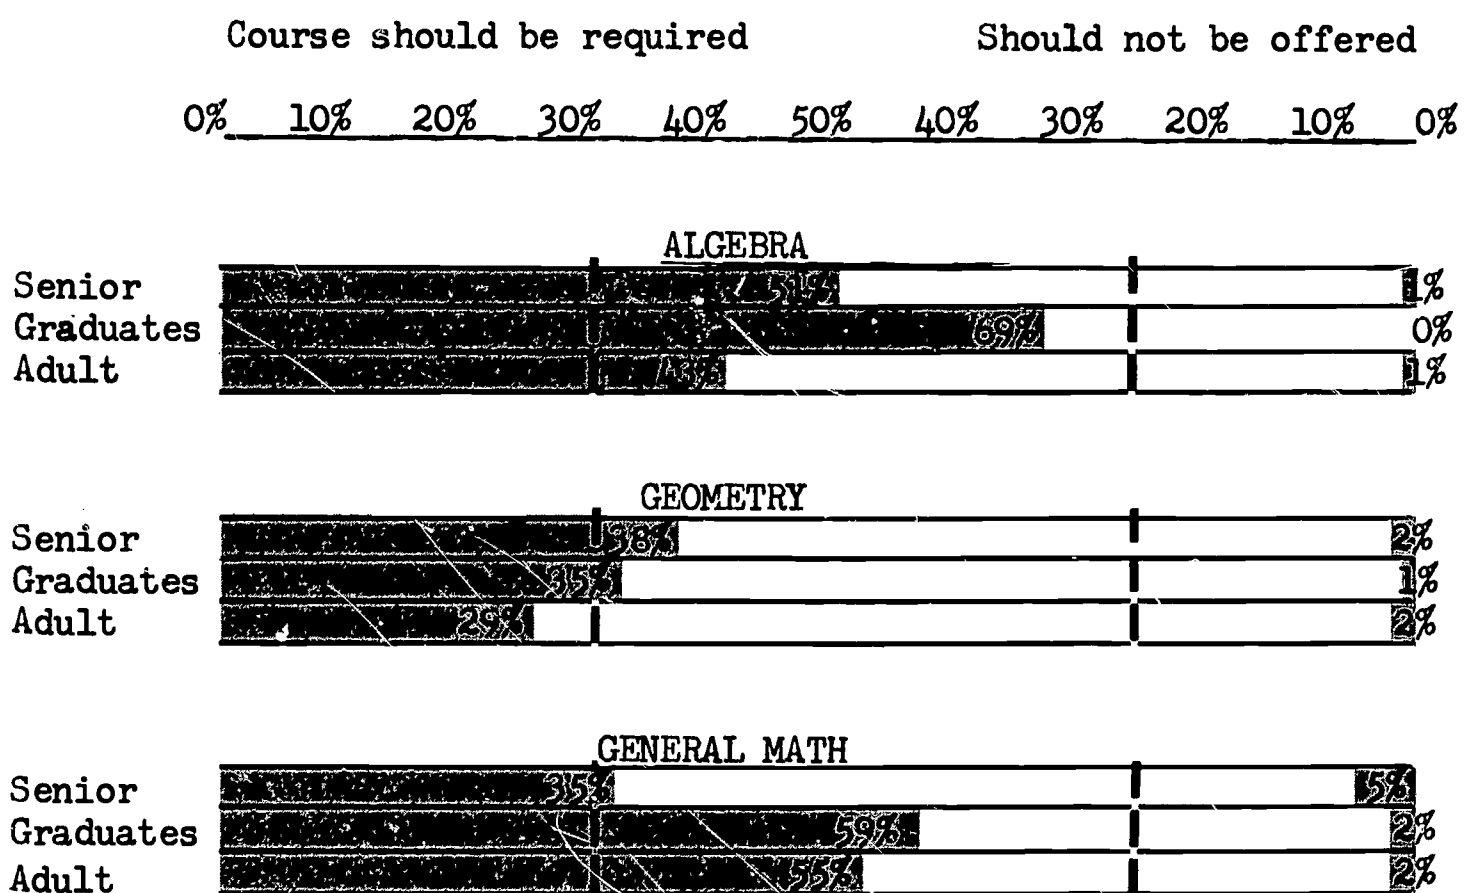 Course should be required Should not be offered
0% 10% 20% 30% 40% 50% 40% 30% 20% 10% 0%
ALGEBRA
Senior 51% 1%
Graduates 69% 0%
Adult 43% 1%
GEOMETRY
Senior 38% 2%
Graduates 35% 1%
Adult 29% 2%
GENERAL MATH
Senior 35% 5%
Graduates 59% 2%
Adult 55% 2%